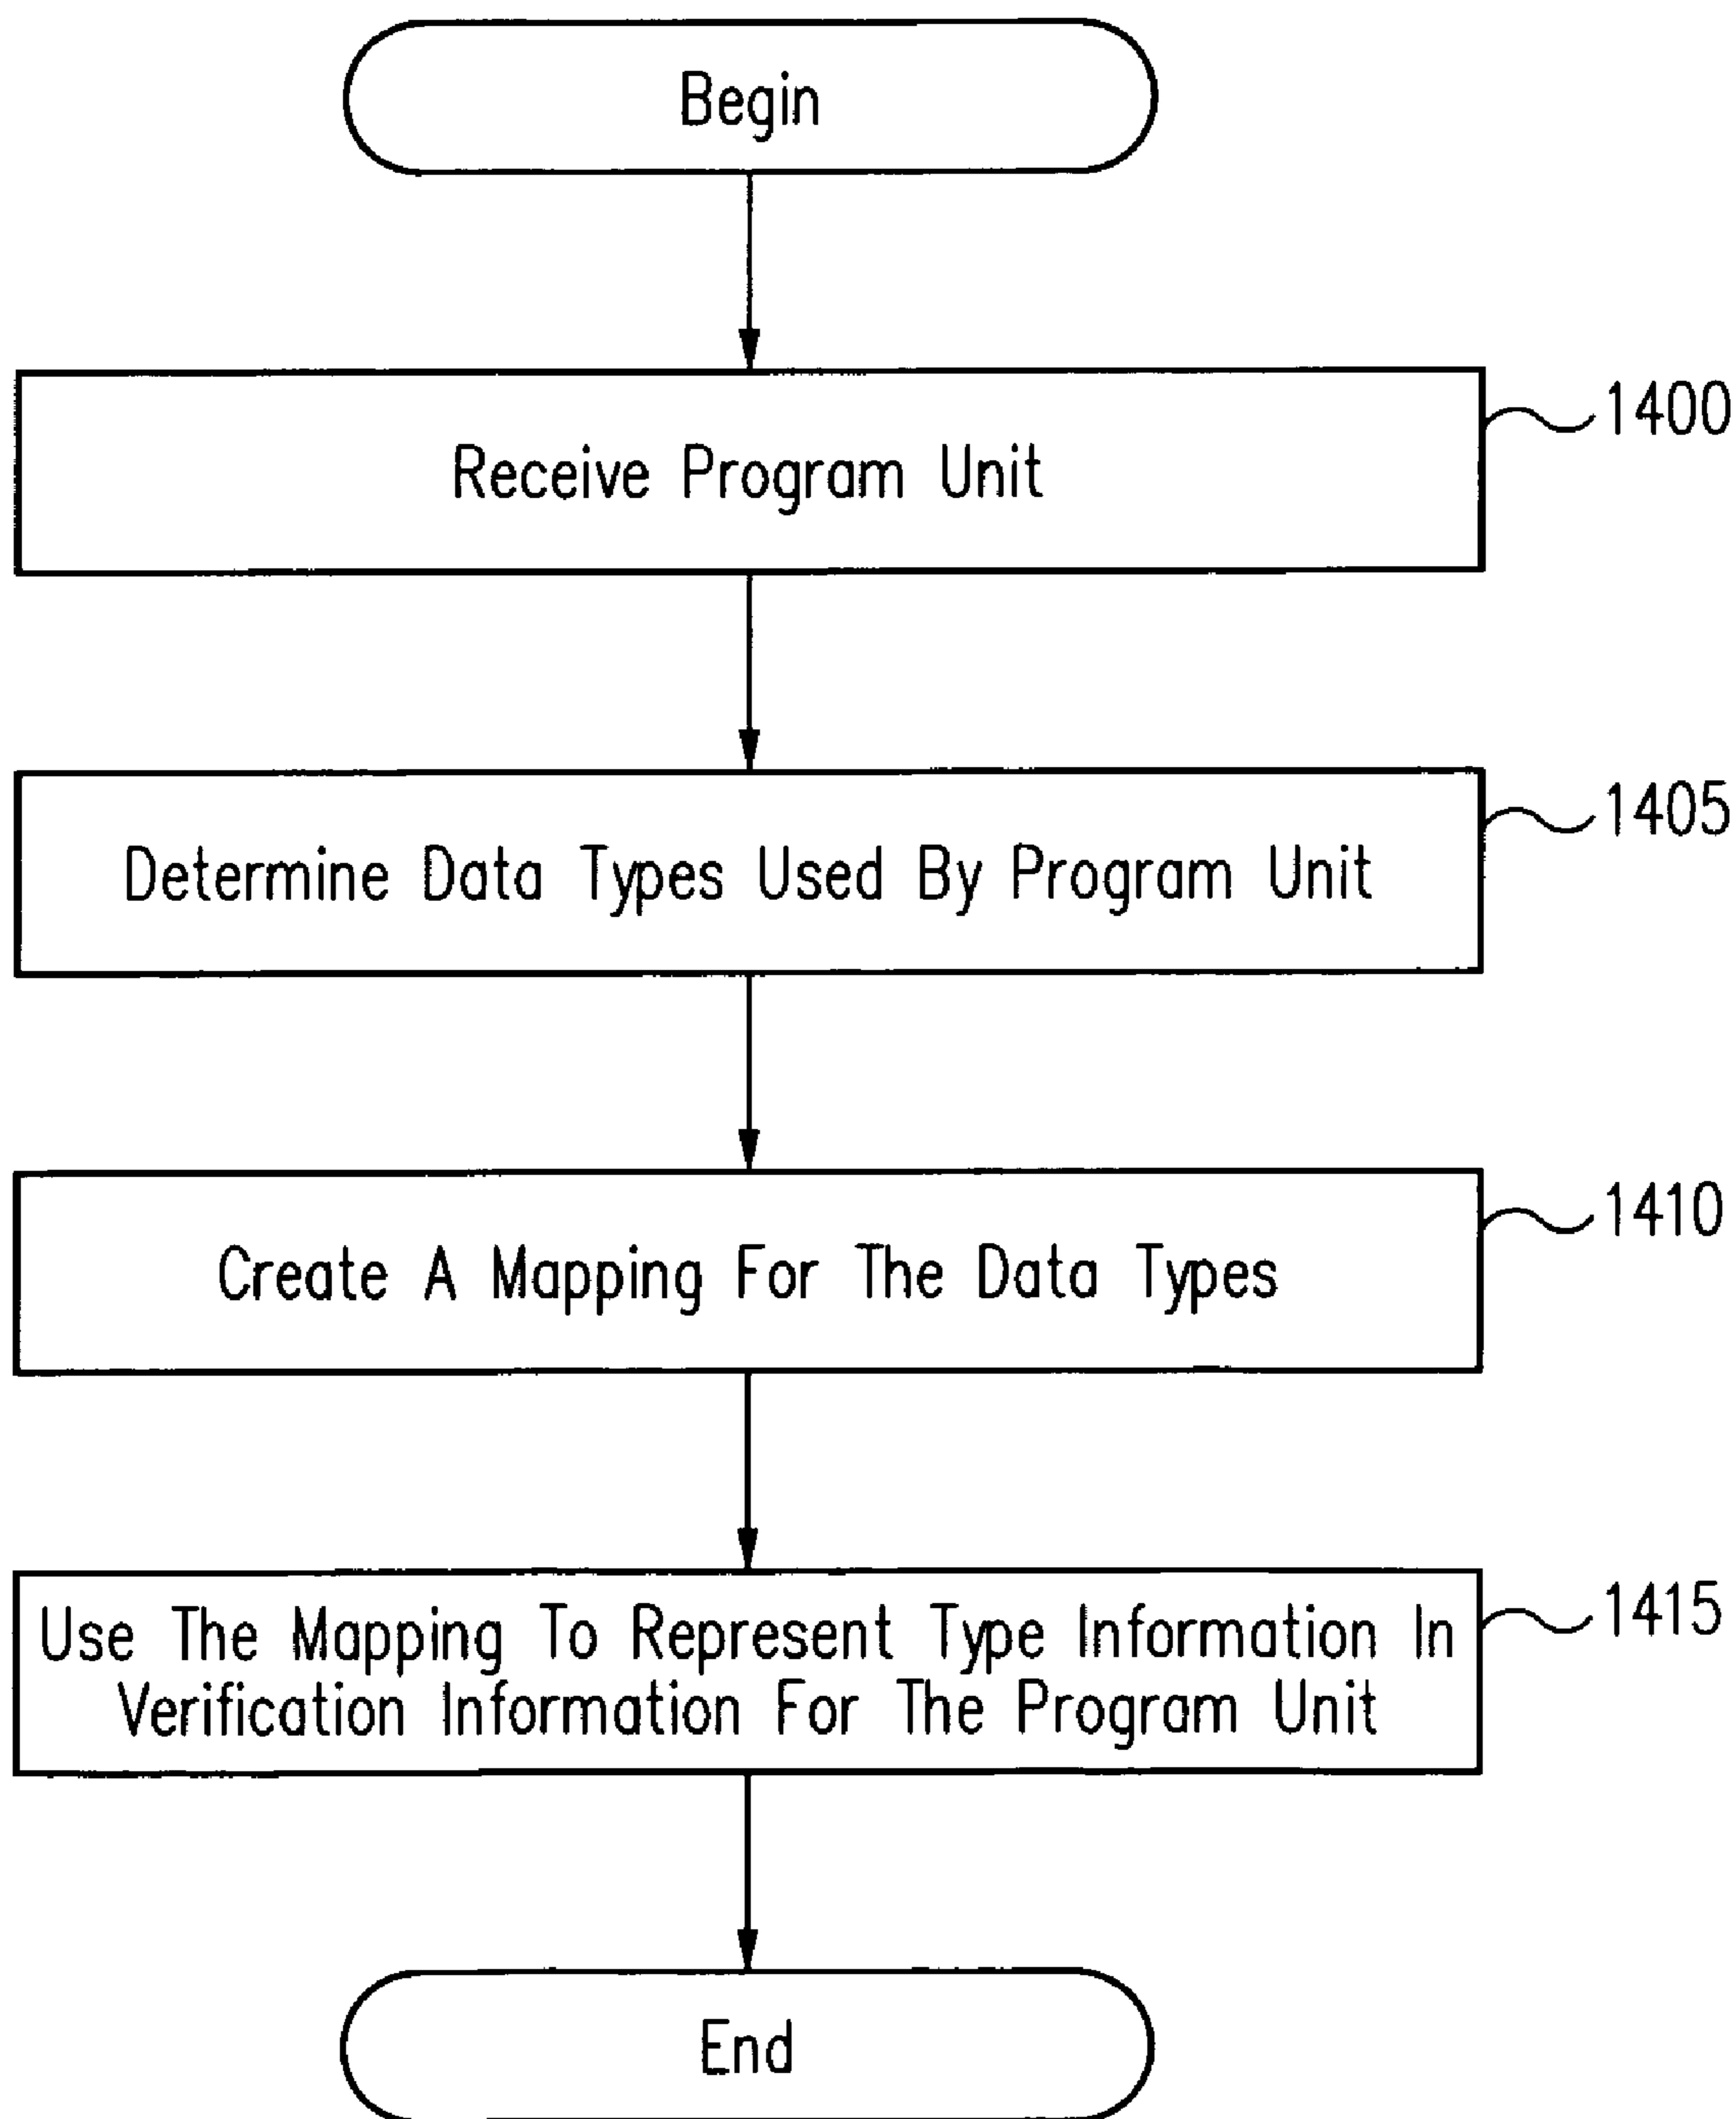 Begin
Receive Program Unit
1400
Determine Data Types Used By Program Unit
1405
Create A Mapping For The Data Types
1410
Use The Mapping To Represent Type Information In
Verification Information For The Program Unit
1415
End